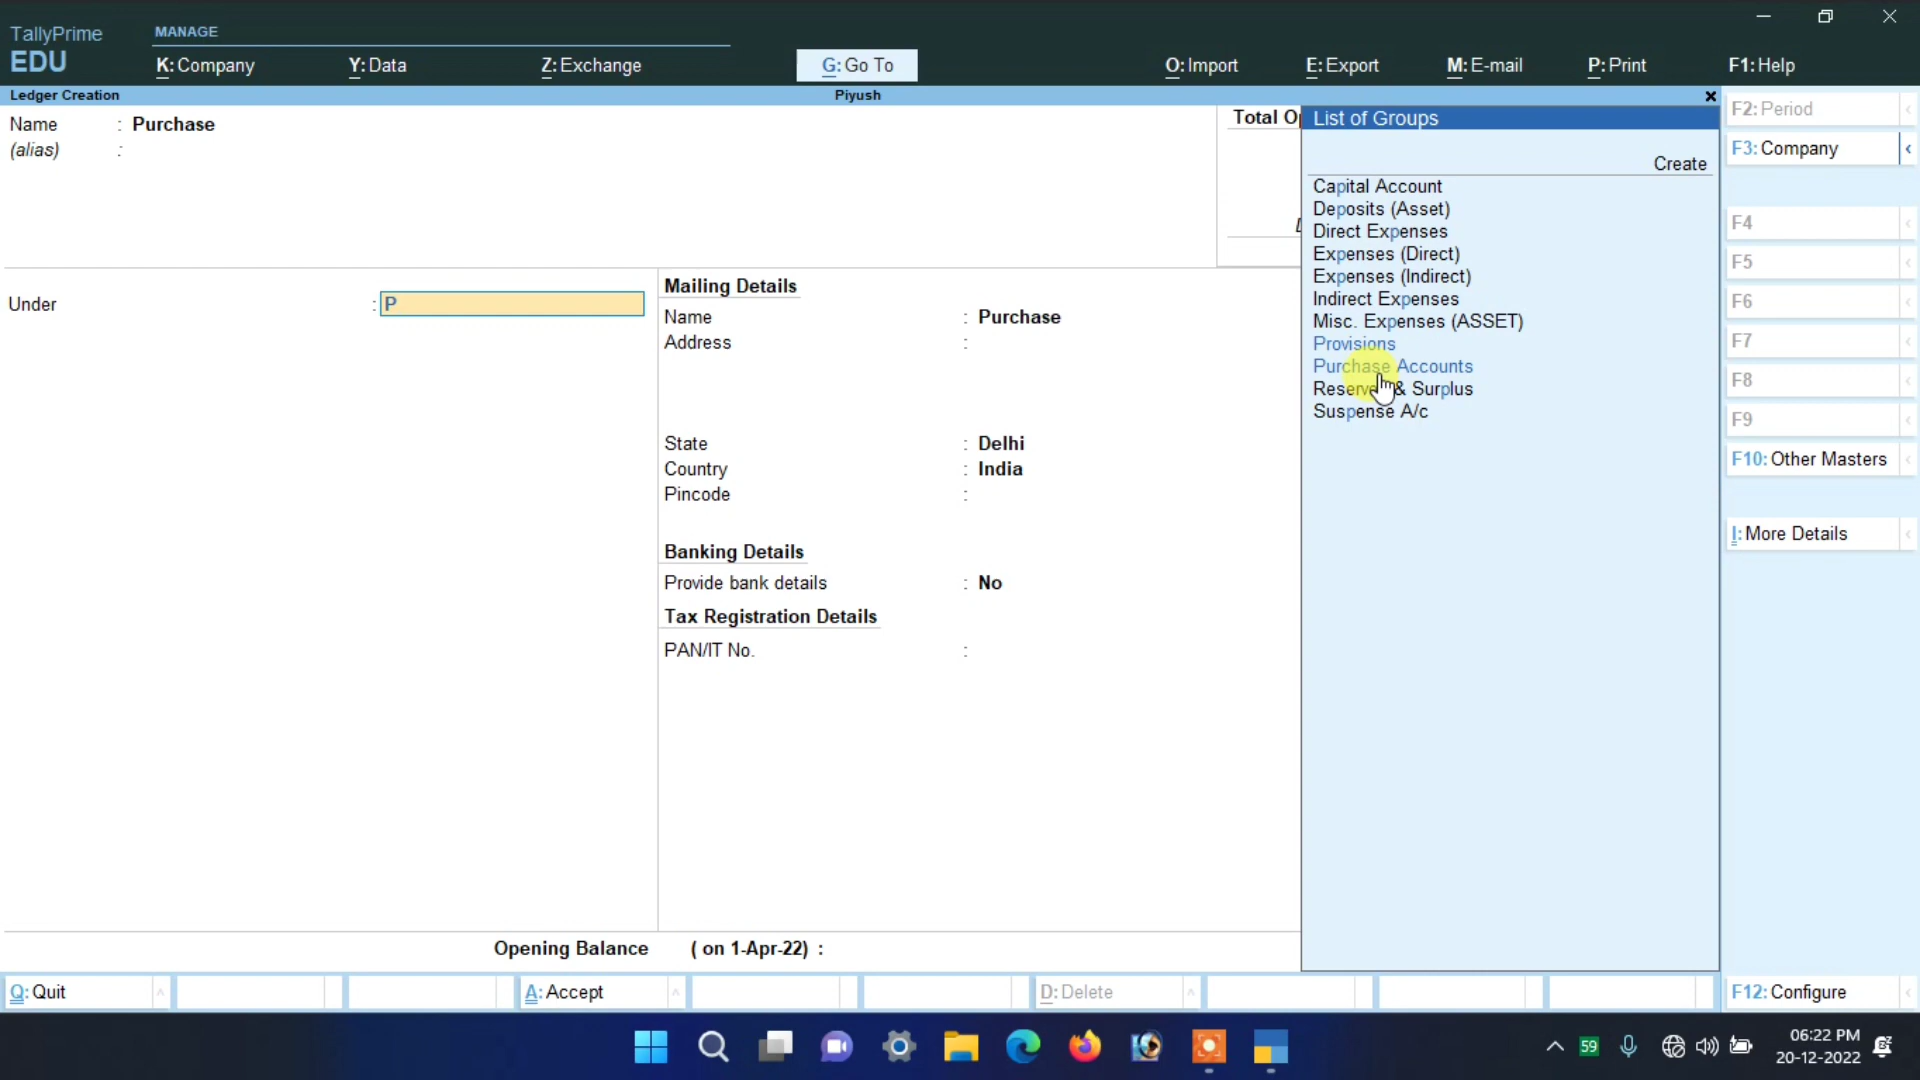 TallyPrime
EDU
MANAGE
K: Company
Y: Data
Z: Exchange
G: Go To
O: Import
E: Export
M: E-mail
P: Print
F1: Help
Ledger Creation
Piyush
Name : Purchase
(alias) :
Total O
Under : P
Mailing Details
Name : Purchase
Address :
State : Delhi
Country : India
Pincode :
Banking Details
Provide bank details : No
Tax Registration Details
PAN/IT No. :
Opening Balance ( on 1-Apr-22) :
List of Groups
Create
Capital Account
Deposits (Asset)
Direct Expenses
Expenses (Direct)
Expenses (Indirect)
Indirect Expenses
Misc. Expenses (ASSET)
Provisions
Purchase Accounts
& Surplus
Suspense A/c
F2: Period
F3: Company
F4
F5
F6
F7
F8
F9
F10: Other Masters
I: More Details
F12: Configure
Q: Quit
A: Accept
D: Delete
59
06:22 PM
20-12-2022